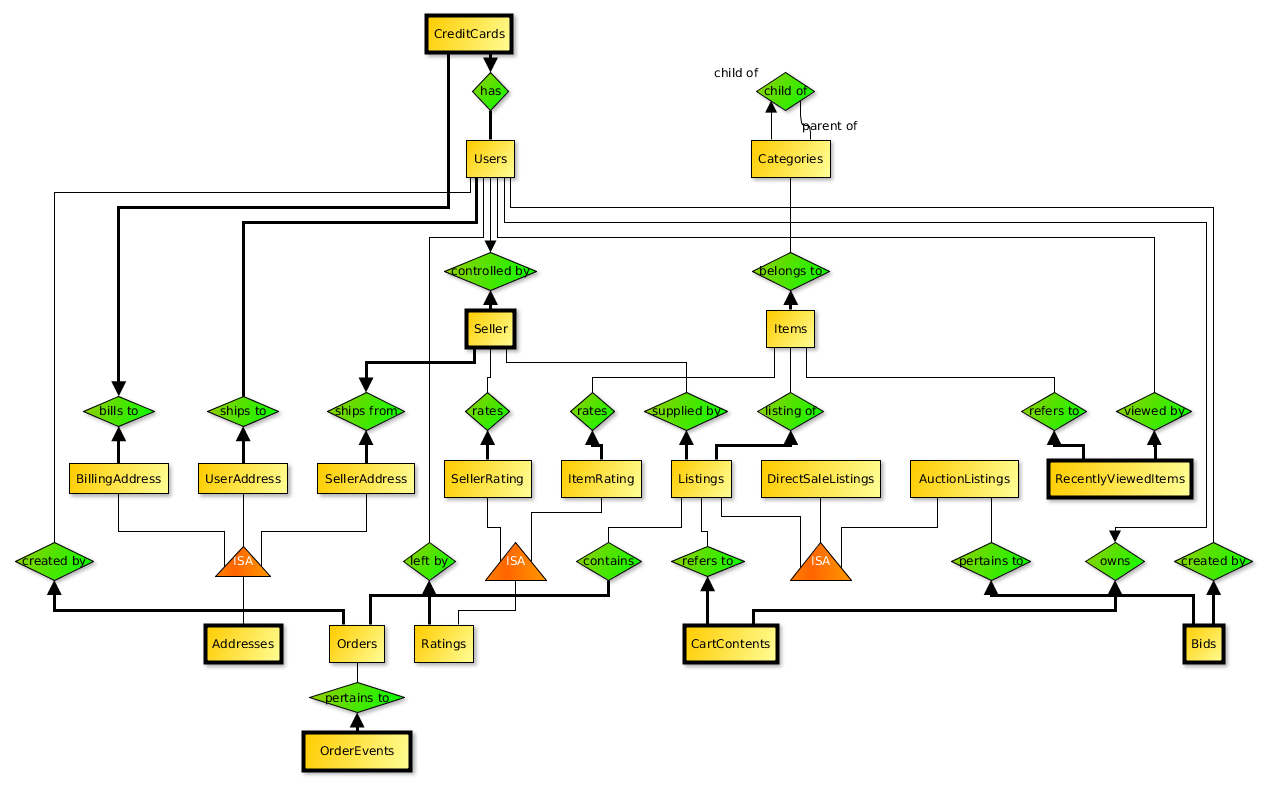 CreditCards
child of
child of
has
parent of
Users
Categories
controlled by
belongs to
Seller
Items
bills to
ships to
ships from
rates
rates
supplied by
listing of
refers to
viewed by
BillingAddress
UserAddress
SellerAddress
SellerRating
ItemRating
Listings
DirectSaleListings
AuctionListings
RecentlyViewedItems
created by
ISA
left by
ISA
contains
refers to
ISA
pertains to
owns
created by
Addresses
Orders
Ratings
CartContents
Bids
pertains to
OrderEvents